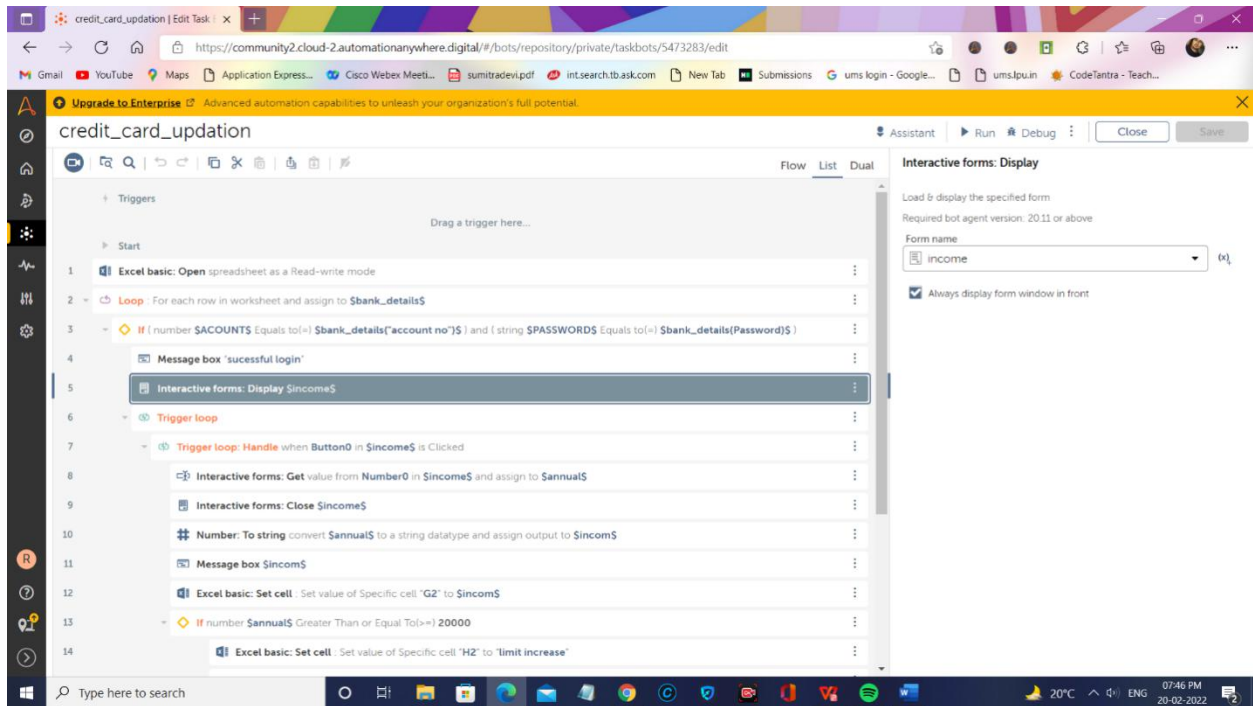 credit_card_updation | Edit Task
https://community2.cloud-2.automationanywhere.digital/#/bots/repository/private/taskbots/5473283/edit
Gmail YouTube Maps Application Express... Cisco Webex Meeti... sumitradevi.pdf int.search.tb.ask.com New Tab Submissions ums login - Google... ums.lpu.in CodeTantra - Teach...
Upgrade to Enterprise Advanced automation capabilities to unleash your organization's full potential.
credit_card_updation Assistant Run Debug Close Save
Flow List Dual Interactive forms: Display
Triggers
Load & display the specified form
Drag a trigger here...
Required bot agent version: 20.11 or above
Start
Form name
income (x)
1 Excel basic: Open spreadsheet as a Read-write mode
Always display form window in front
2 Loop : For each row in worksheet and assign to $bank_details$
3 If ( number $ACOUNT$ Equals to(=) $bank_details{"account no"}$ ) and ( string $PASSWORD$ Equals to(=) $bank_details{Password}$ )
4 Message box 'sucessful login'
5 Interactive forms: Display $income$
6 Trigger loop
7 Trigger loop: Handle when Button0 in $income$ is Clicked
8 Interactive forms: Get value from Number0 in $income$ and assign to $annual$
9 Interactive forms: Close $income$
10 Number: To string convert $annual$ to a string datatype and assign output to $incom$
11 Message box $incom$
12 Excel basic: Set cell : Set value of Specific cell "G2" to $incom$
13 If number $annual$ Greater Than or Equal To(>=) 20000
14 Excel basic: Set cell : Set value of Specific cell "H2" to "limit increase"
R
Type here to search 20°C ENG 07:46 PM
20-02-2022 2